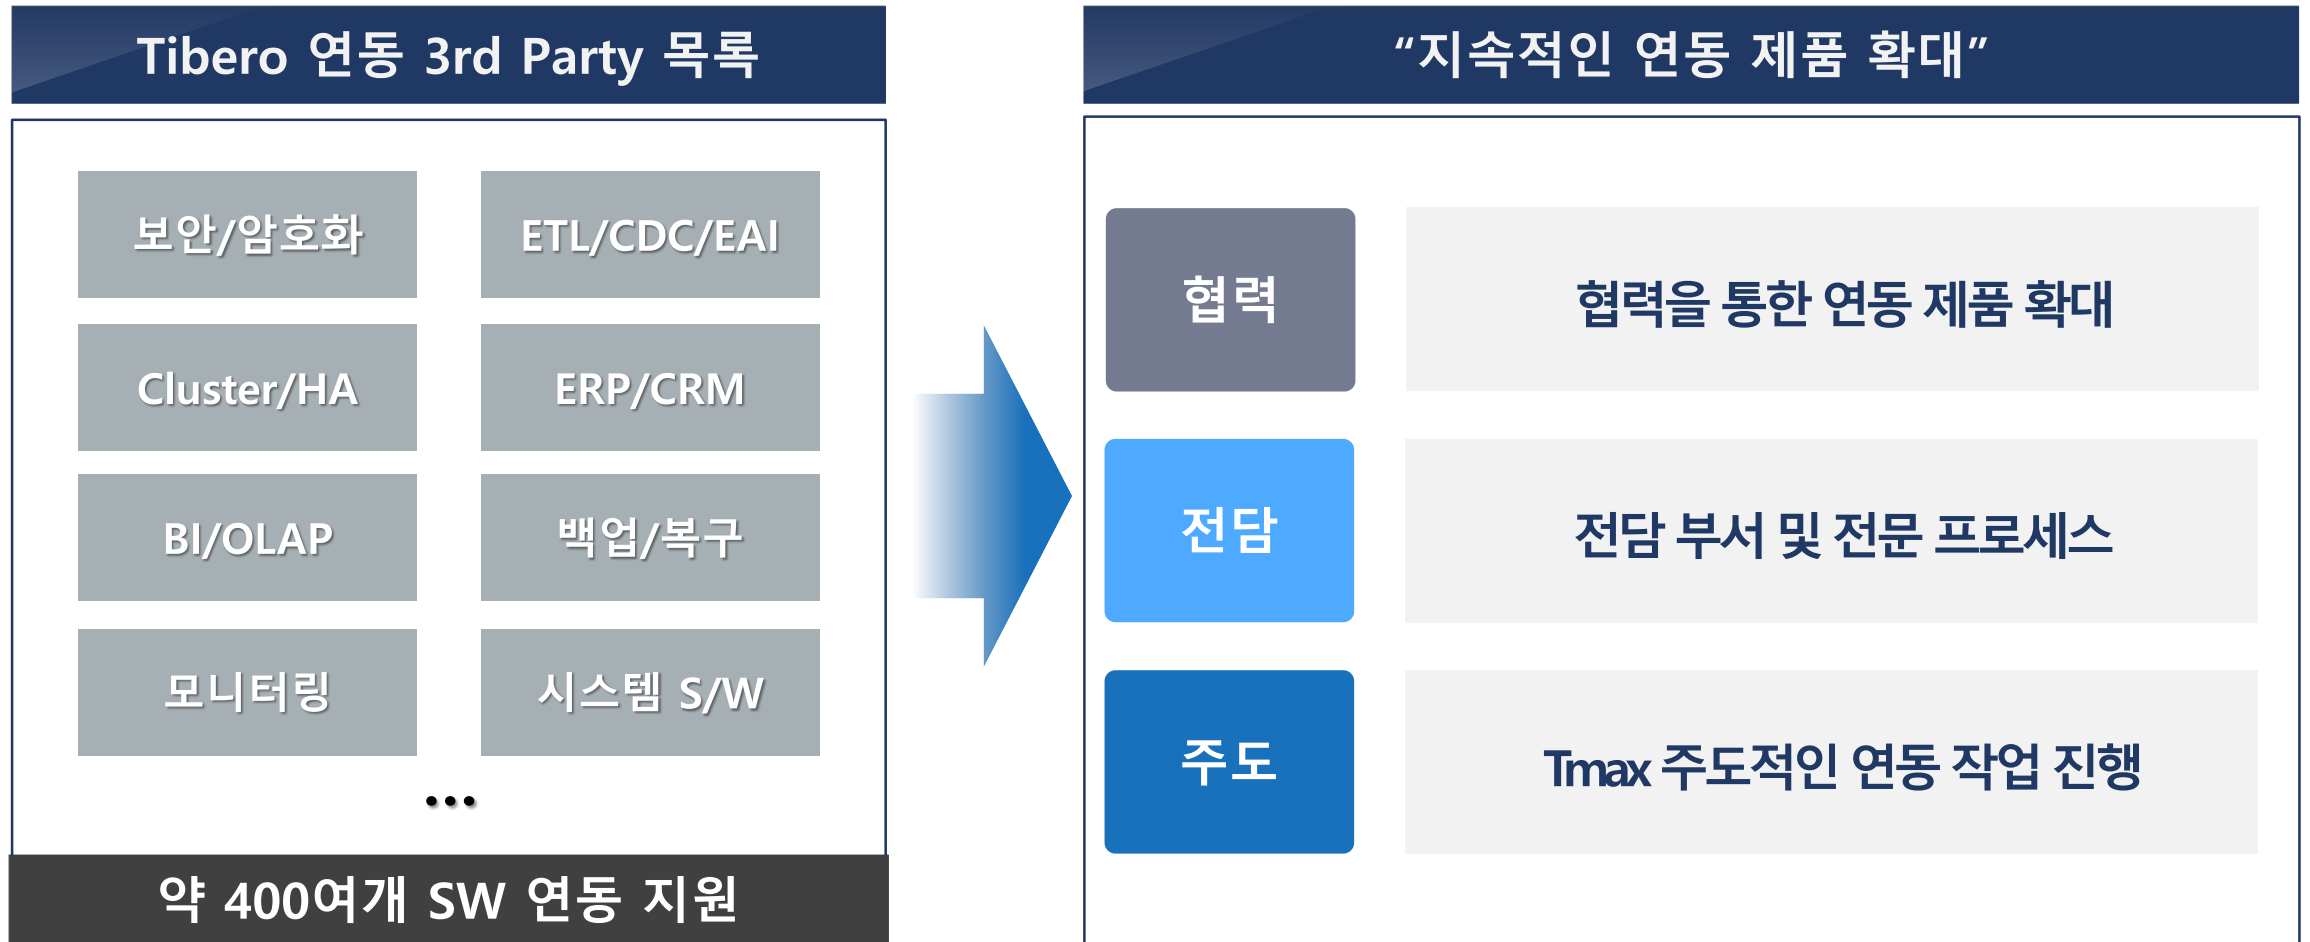 Tibero 연동 3rd Party 목록
보안/암호화
ETL/CDC/EAI
Cluster/HA
ERP/CRM
BI/OLAP
백업/복구
모니터링
시스템 S/W
...
약 400여개 SW 연동 지원
“지속적인 연동 제품 확대”
협력
협력을 통한 연동 제품 확대
전담
전담 부서 및 전문 프로세스
주도
Tmax 주도적인 연동 작업 진행